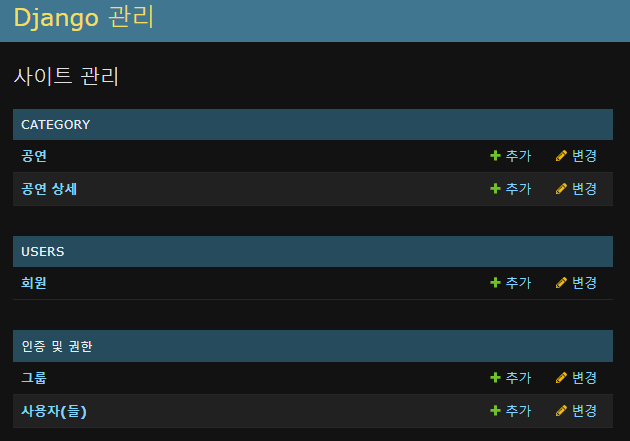 Django 관리
사이트 관리
CATEGORY
공연 추가 변경
공연 상세 추가 변경
USERS
회원 추가 변경
인증 및 권한
그룹 추가 변경
사용자(들) 추가 변경